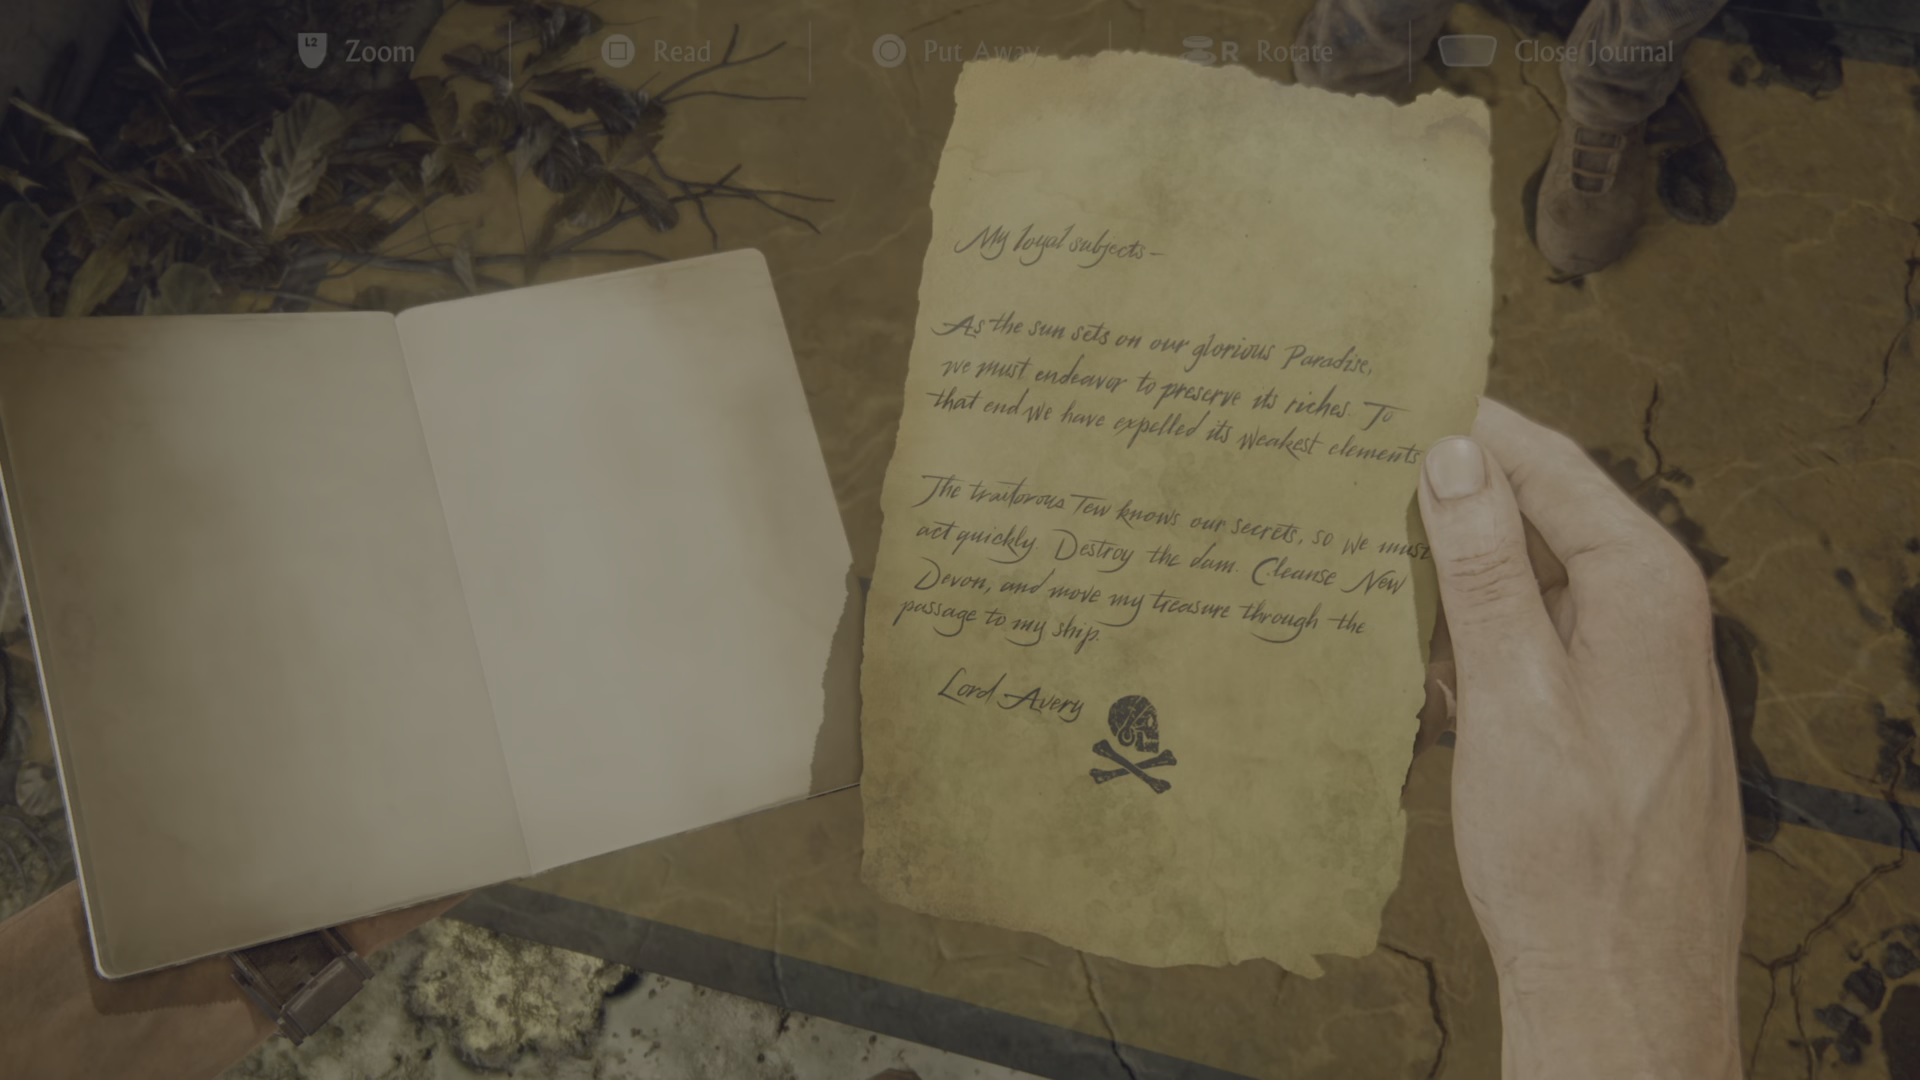 L2 Zoom Read Put Away R Rotate Close Journal
My loyal subjects-
As the sun sets on our glorious Paradise,
we must endeavor to preserve its riches. To
that end we have expelled its weakest elements
The traitorous Tew knows our secrets, so we must
act quickly Destroy the dam. Cleanse New
Devon, and move my treasure through the
passage to my ship.
Lord Avery